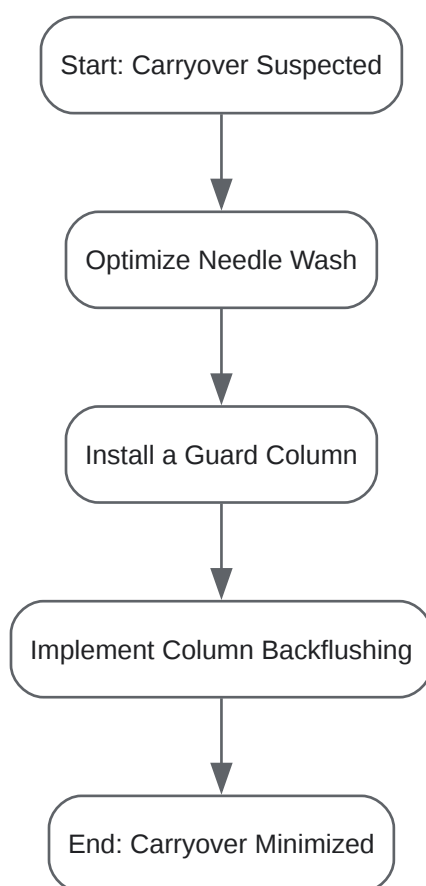 Start: Carryover Suspected
Optimize Needle Wash
Install a Guard Column
Implement Column Backflushing
End: Carryover Minimized